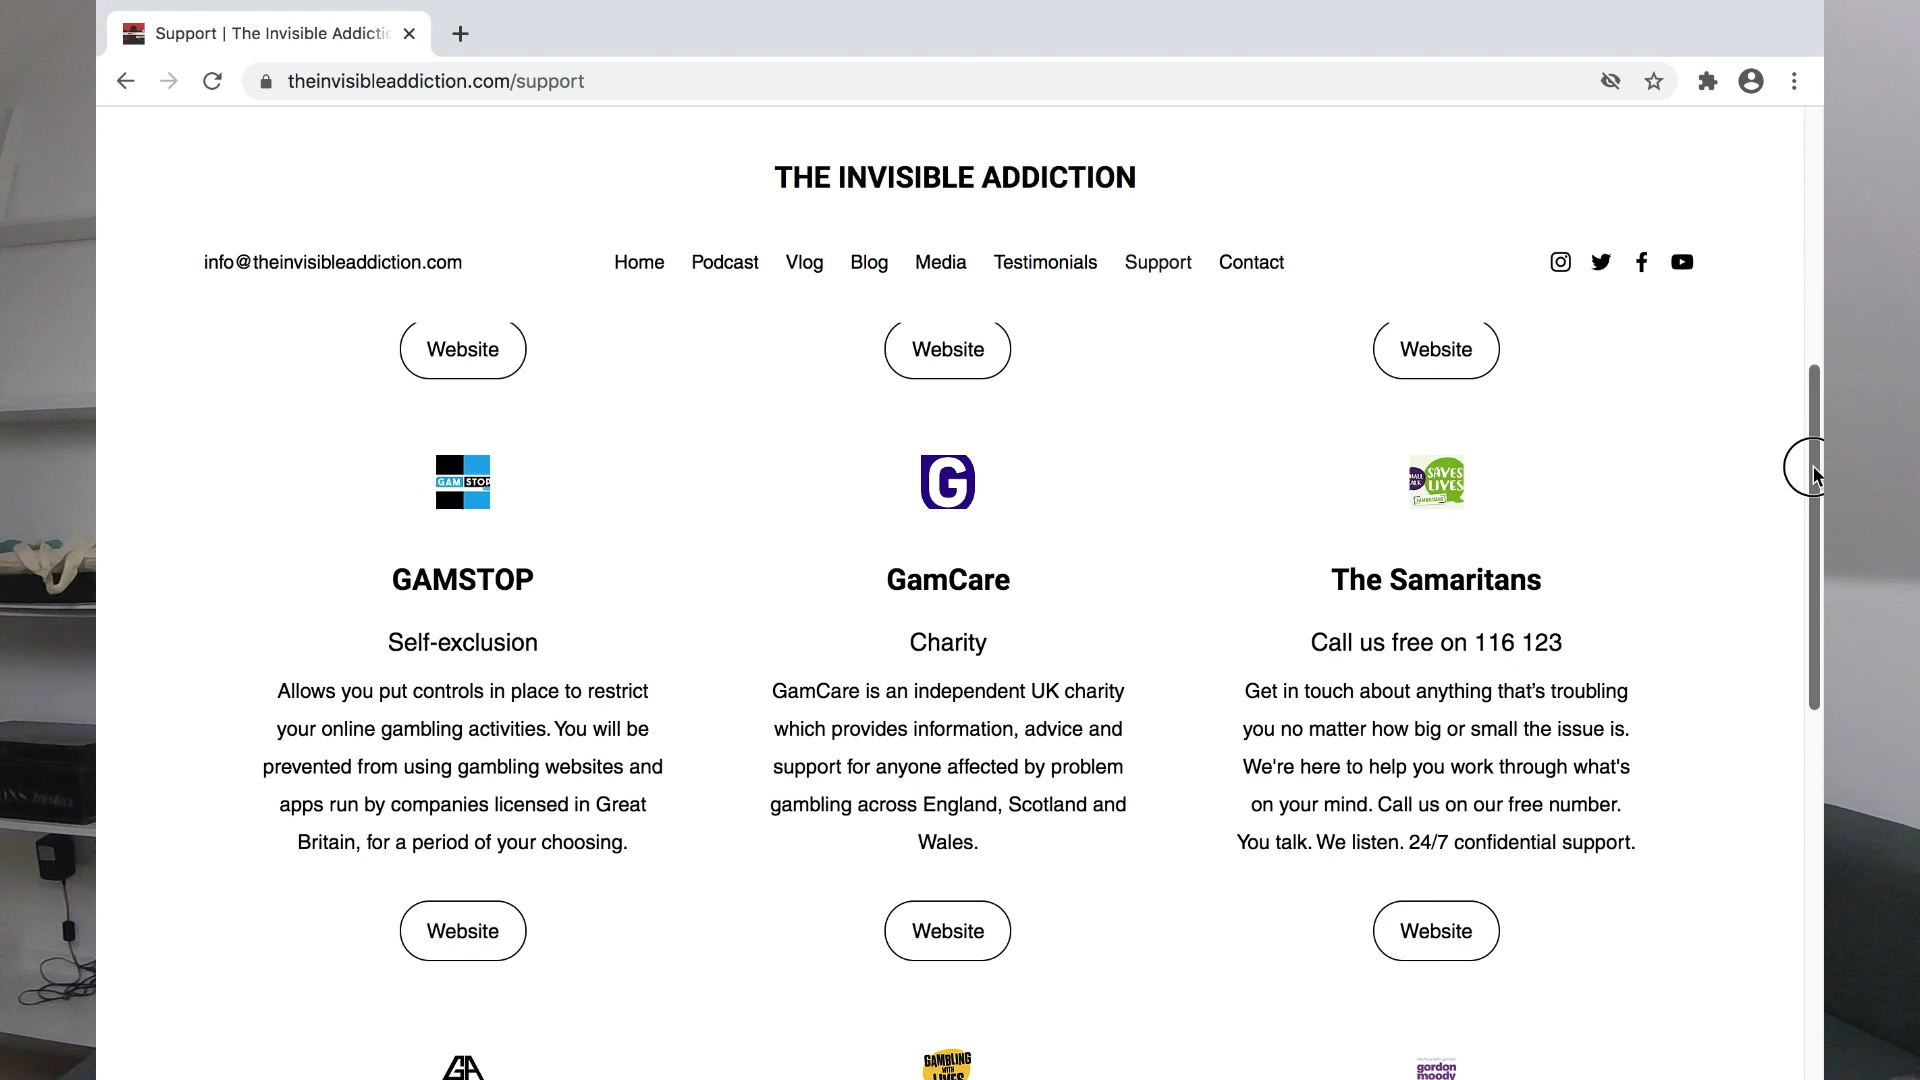 Support | The Invisible Addictic
theinvisibleaddiction.com/support
THE INVISIBLE ADDICTION
info@theinvisibleaddiction.com
Home Podcast Vlog Blog Media Testimonials Support Contact
Website Website Website
GAM STOP
G
SAVES
LIVES
GAMSTOP
Self-exclusion
Allows you put controls in place to restrict
your online gambling activities. You will be
prevented from using gambling websites and
apps run by companies licensed in Great
Britain, for a period of your choosing.
Website
GamCare
Charity
GamCare is an independent UK charity
which provides information, advice and
support for anyone affected by problem
gambling across England, Scotland and
Wales.
Website
The Samaritans
Call us free on 116 123
Get in touch about anything that's troubling
you no matter how big or small the issue is.
We're here to help you work through what's
on your mind. Call us on our free number.
You talk. We listen. 24/7 confidential support.
Website
GA
GAMBLING
WITH
LIVES
gordon
moody